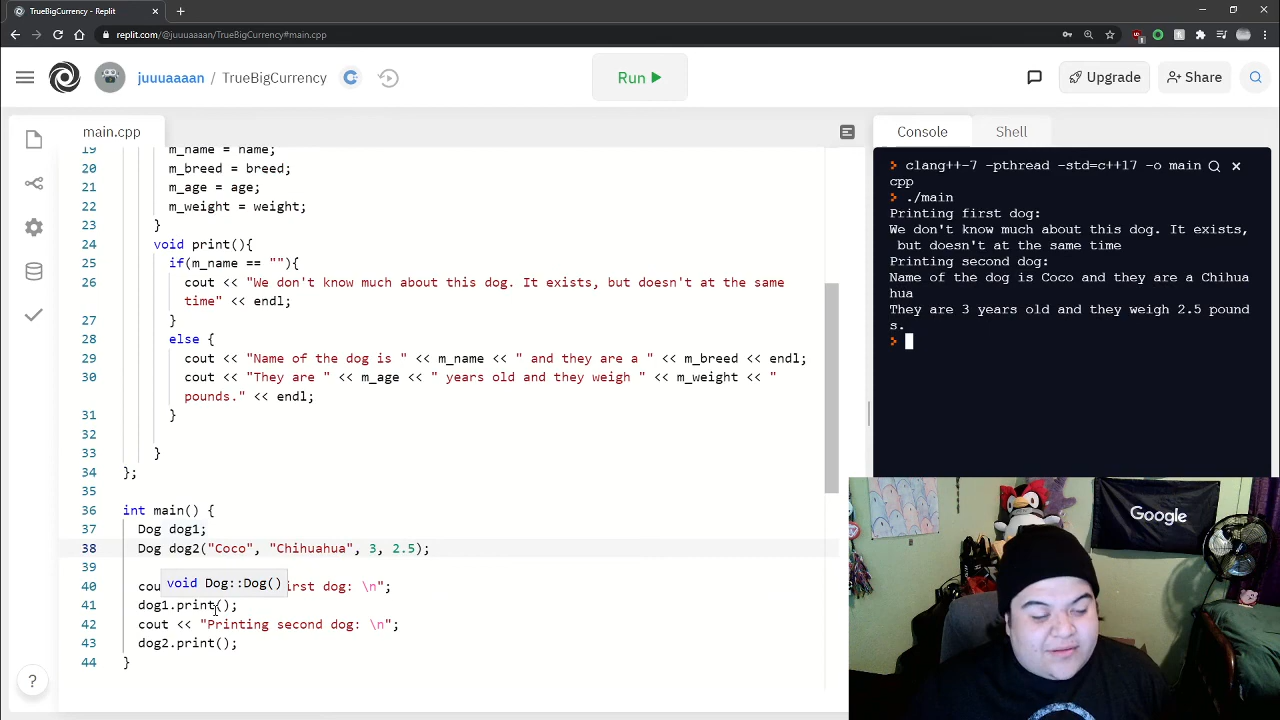 TrueBigCurrency - Replit
replit.com/@juuuaaaan/TrueBigCurrency#main.cpp
juuuaaaan / TrueBigCurrency
Run
Upgrade
Share
main.cpp
Console
Shell
19 m_name = name;
20 m_breed = breed;
21 m_age = age;
22 m_weight = weight;
23 }
24 void print(){
25 if(m_name == ""){
26 cout << "We don't know much about this dog. It exists, but doesn't at the same
time" << endl;
27 }
28 else {
29 cout << "Name of the dog is " << m_name << " and they are a " << m_breed << endl;
30 cout << "They are " << m_age << " years old and they weigh " << m_weight << "
pounds." << endl;
31 }
32
33 }
34 };
35
36 int main() {
37 Dog dog1;
38 Dog dog2("Coco", "Chihuahua", 3, 2.5);
39
40 cou
void Dog::Dog()
irst dog: \n";
41 dog1.print();
42 cout << "Printing second dog: \n";
43 dog2.print();
44 }
?
clang++-7 -pthread -std=c++17 -o main
cpp
./main
Printing first dog:
We don't know much about this dog. It exists,
but doesn't at the same time
Printing second dog:
Name of the dog is Coco and they are a Chihua
hua
They are 3 years old and they weigh 2.5 pound
s.
Google